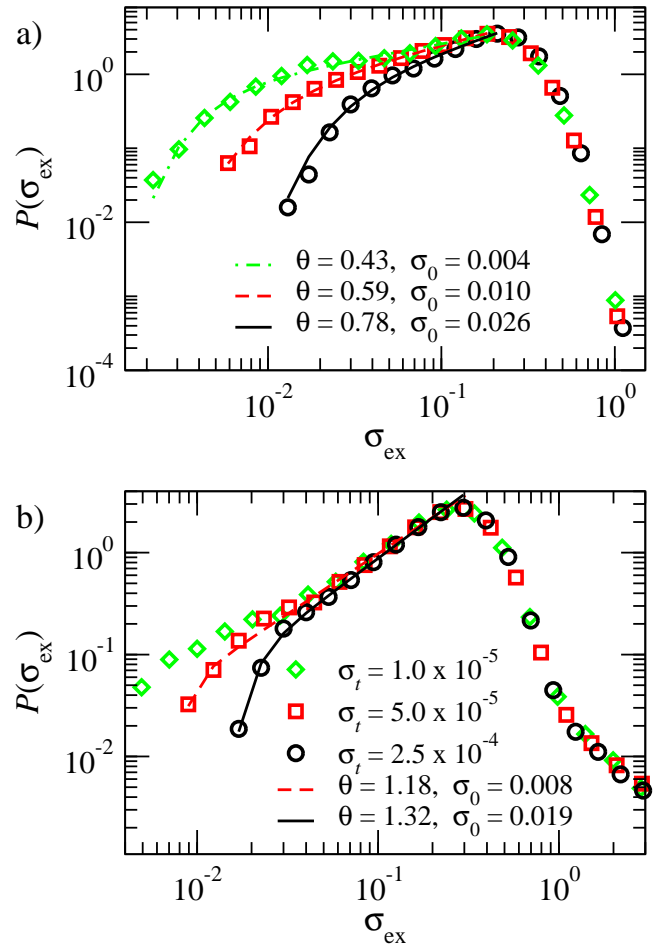 a)
10^0
10^-2
10^-4
P(σ_ex)
θ = 0.43, σ_0 = 0.004
θ = 0.59, σ_0 = 0.010
θ = 0.78, σ_0 = 0.026
10^-2 10^-1 10^0
σ_ex
b)
10^0
10^-1
10^-2
P(σ_ex)
σ_t = 1.0 x 10^-5
σ_t = 5.0 x 10^-5
σ_t = 2.5 x 10^-4
θ = 1.18, σ_0 = 0.008
θ = 1.32, σ_0 = 0.019
10^-2 10^-1 10^0
σ_ex